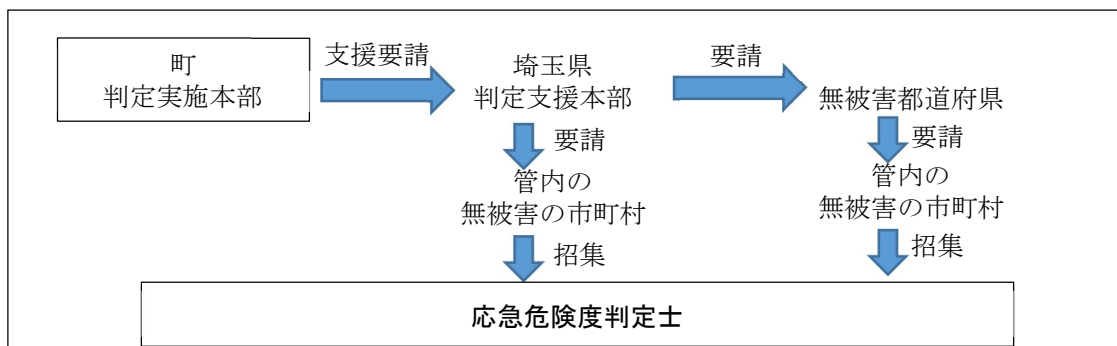 町
判定実施本部
支援要請
埼玉県
判定支援本部
要請
無被害都道府県
要請
管内の
無被害の市町村
招集
要請
管内の
無被害の市町村
招集
応急危険度判定士